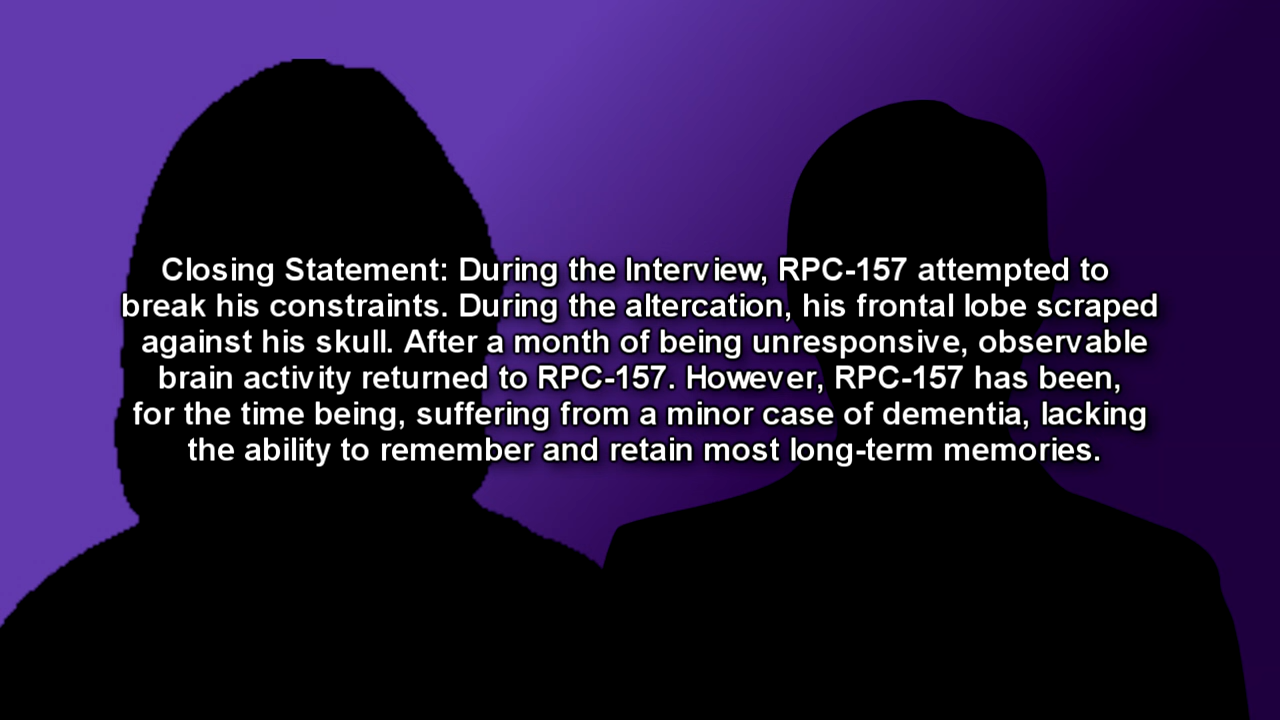 Closing Statement: During the Interview, RPC-157 attempted to
break his constraints. During the altercation, his frontal lobe scraped
against his skull. After a month of being unresponsive, observable
brain activity returned to RPC-157. However, RPC-157 has been,
for the time being, suffering from a minor case of dementia, lacking
the ability to remember and retain most long-term memories.